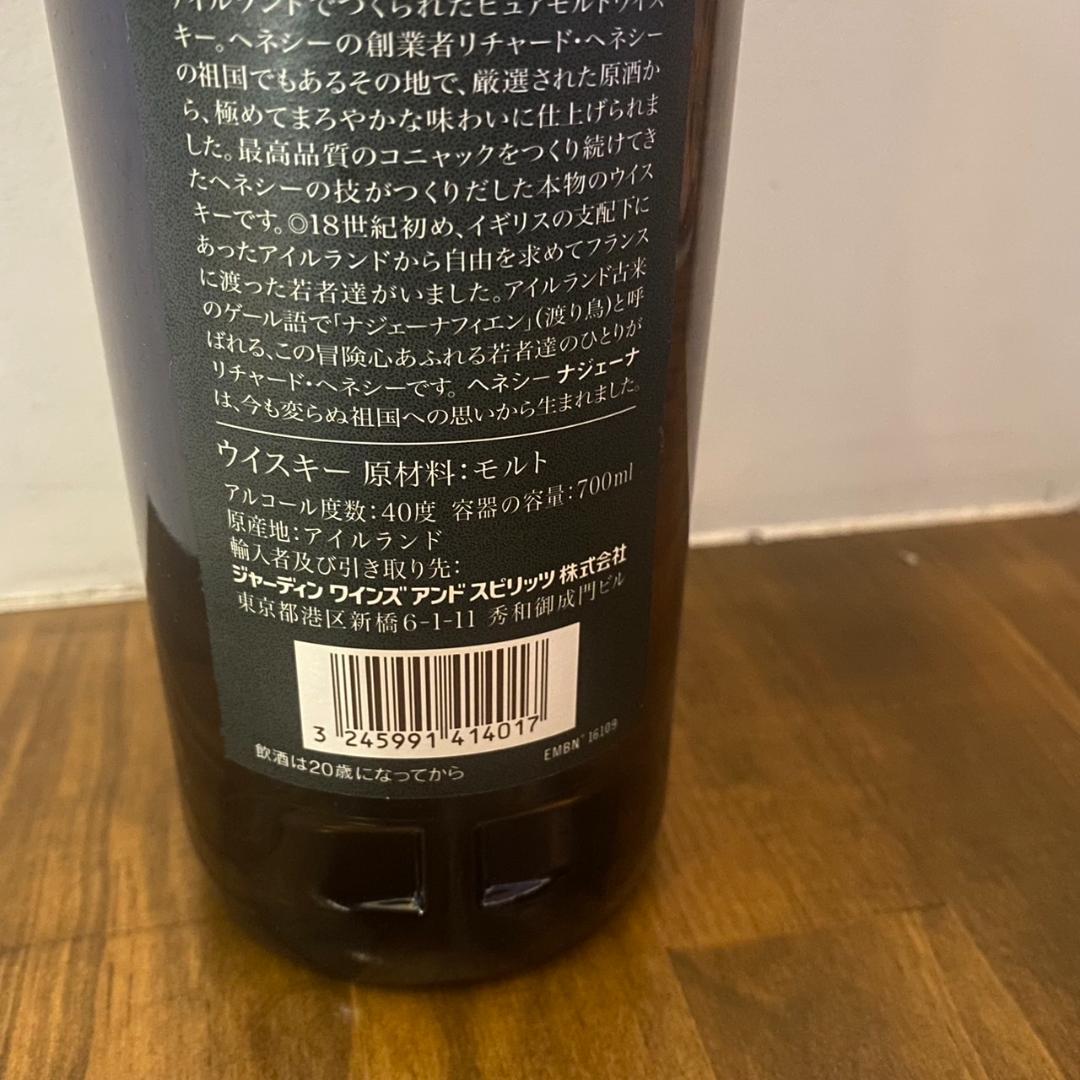 アイルランドでつくられたピュアモルトウイス
キー。ヘネシーの創業者リチャード・ヘネシー
の祖国でもあるその地で、厳選された原酒か
ら、極めてまろやかな味わいに仕上げられま
した。最高品質のコニャックをつくり続けてき
たヘネシーの技がつくりだした本物のウイス
キーです。◎18世紀初め、イギリスの支配下に
あったアイルランドから自由を求めてフランス
に渡った若者達がいました。アイルランド古来
のゲール語で「ナジェーナフィエン」(渡り鳥)と呼
ばれる、この冒険心あふれる若者達のひとりが
リチャード・ヘネシーです。ヘネシー ナジェーナ
は、今も変らぬ祖国への思いから生まれました。
ウイスキー 原材料:モルト
アルコール度数:40度 容器の容量:700ml
原産地:アイルランド
輸入者及び引き取り先:
ジャーディン ワインズ アンド スピリッツ 株式会社
東京都港区新橋6-1-11 秀和御成門ビル
3 245991 414017
飲酒は20歳になってから
EMBN° 16109